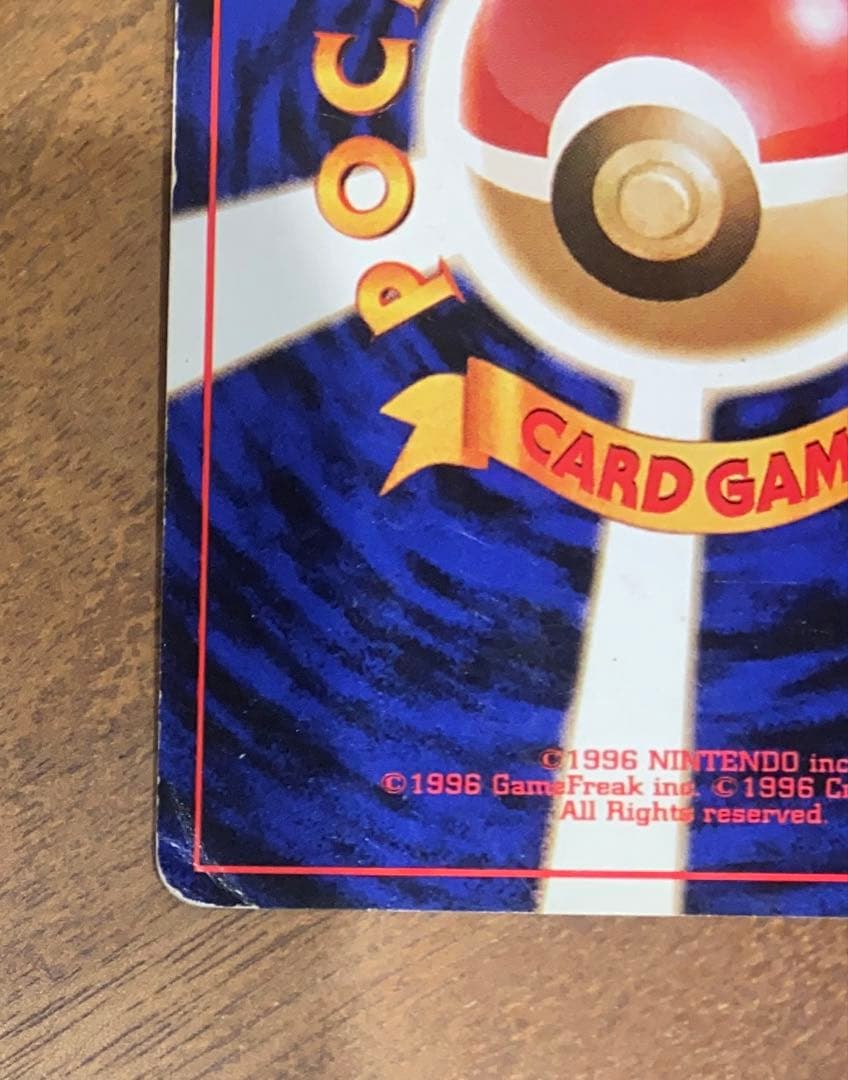 POC
CARD GAM
©1996 NINTENDO inc
©1996 GameFreak inc. ©1996 Cr
All Rights reserved.